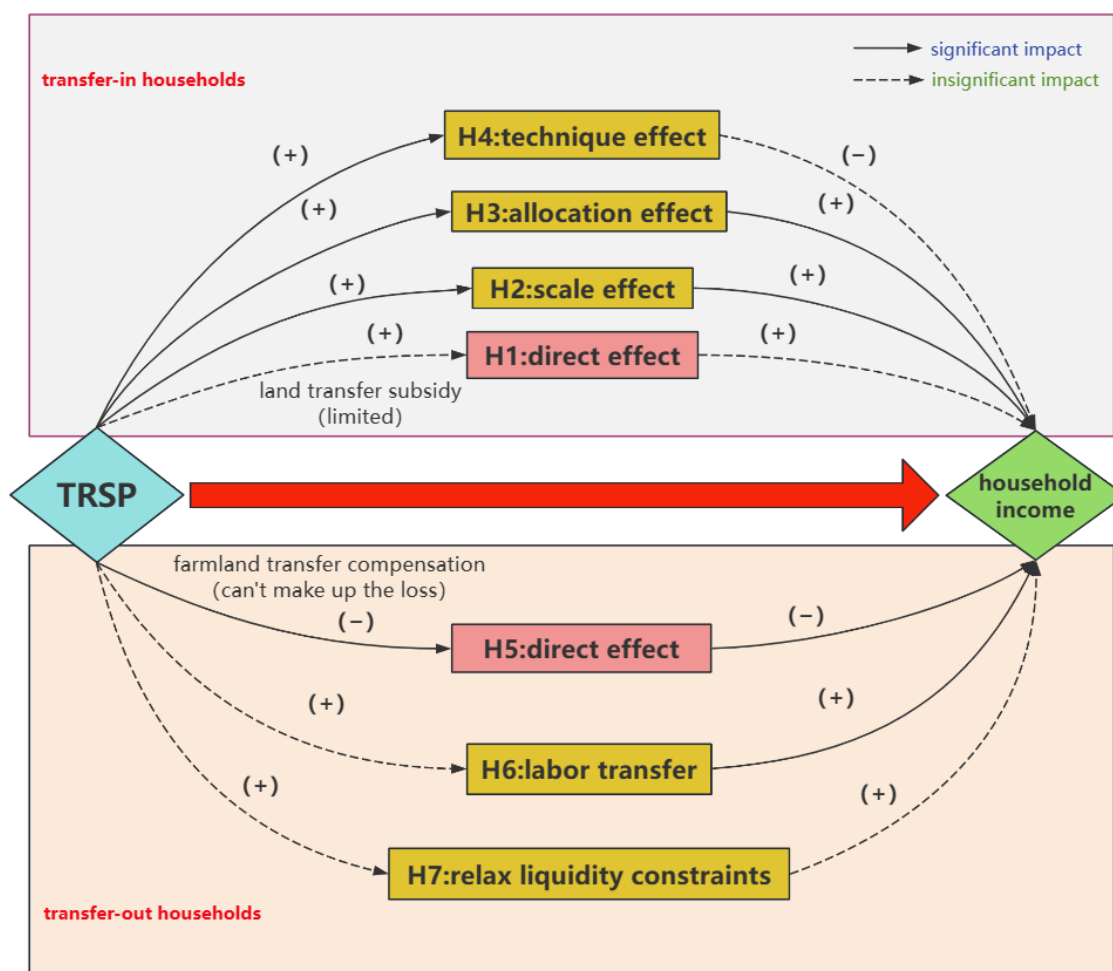 significant impact
transfer-in households
insignificant impact
H4:technique effect
(+)
(−)
H3:allocation effect
(+)
(+)
H2:scale effect
(+)
(+)
(+)
H1:direct effect
(+)
land transfer subsidy
(limited)
TRSP
household
income
farmland transfer compensation
(can't make up the loss)
(−)
H5:direct effect
(−)
(+)
H6:labor transfer
(+)
(+)
H7:relax liquidity constraints
(+)
transfer-out households